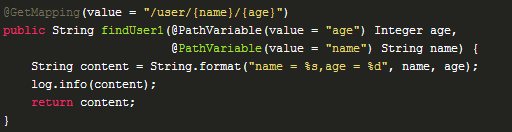 @GetMapping(value = "/user/{name}/{age}")
public String findUser1(@PathVariable(value = "age") Integer age,
                        @PathVariable(value = "name") String name) {
    String content = String.format("name = %s,age = %d", name, age);
    log.info(content);
    return content;
}